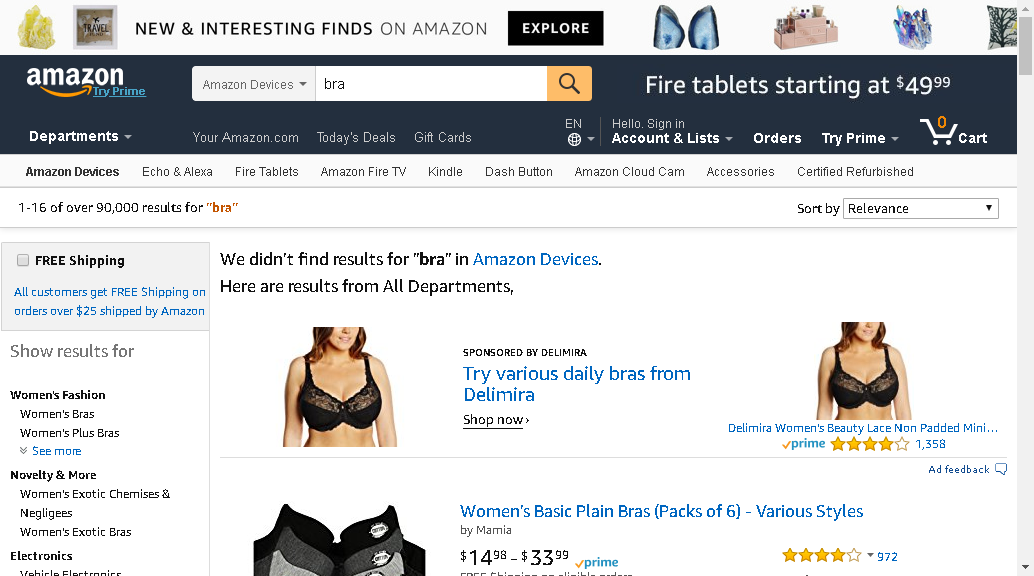 TRAVEL
NEW & INTERESTING FINDS ON AMAZON
EXPLORE
amazon
Try Prime
Amazon Devices
bra
Fire tablets starting at $49.99
Departments
Your Amazon.com
Today's Deals
Gift Cards
EN
Hello. Sign in
Account & Lists
Orders
Try Prime
0
Cart
Amazon Devices
Echo & Alexa
Fire Tablets
Amazon Fire TV
Kindle
Dash Button
Amazon Cloud Cam
Accessories
Certified Refurbished
1-16 of over 90,000 results for "bra"
Sort by Relevance
FREE Shipping
All customers get FREE Shipping on
orders over $25 shipped by Amazon
Show results for
Women's Fashion
Women's Bras
Women's Plus Bras
See more
Novelty & More
Women's Exotic Chemises &
Negligees
Women's Exotic Bras
Electronics
Vehicle Electronics
We didn't find results for "bra" in Amazon Devices.
Here are results from All Departments,
SPONSORED BY DELIMIRA
Try various daily bras from
Delimira
Shop now ›
Delimira Women's Beauty Lace Non Padded Mini...
prime
1,358
Ad feedback
Women's Basic Plain Bras (Packs of 6) - Various Styles
by Mamia
$14.98 - $33.99 prime
972
FREE Shipping on eligible orders